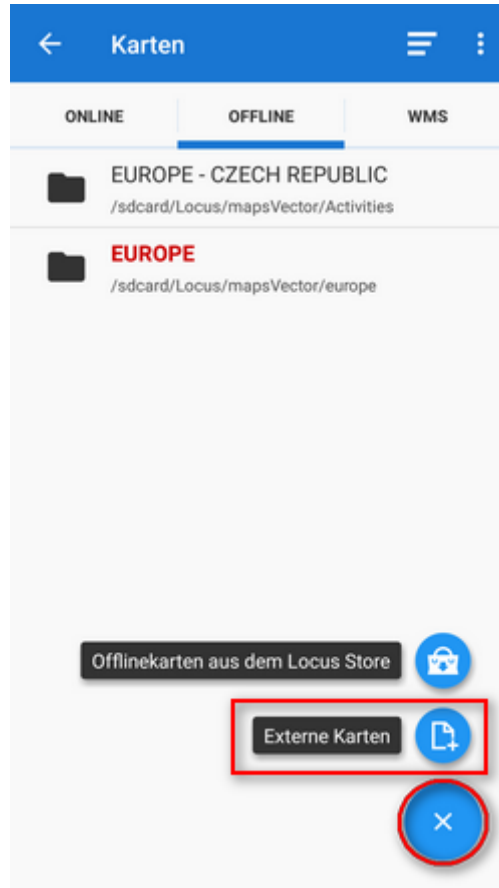 Karten
ONLINE OFFLINE WMS
EUROPE - CZECH REPUBLIC
/sdcard/Locus/mapsVector/Activities
EUROPE
/sdcard/Locus/mapsVector/europe
Offlinekarten aus dem Locus Store
Externe Karten